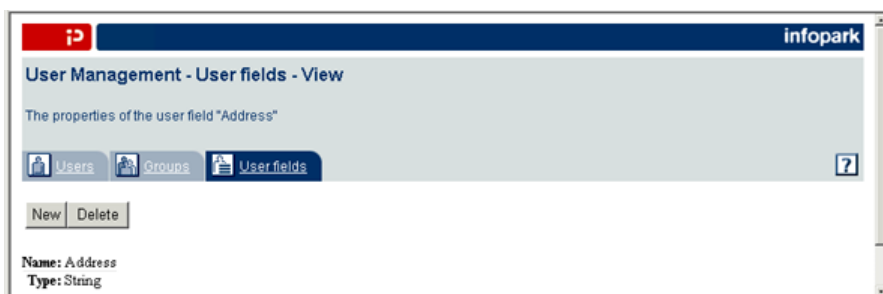 infopark
User Management - User fields - View
The properties of the user field "Address"
Users Groups User fields ?
New Delete
Name: Address
Type: String